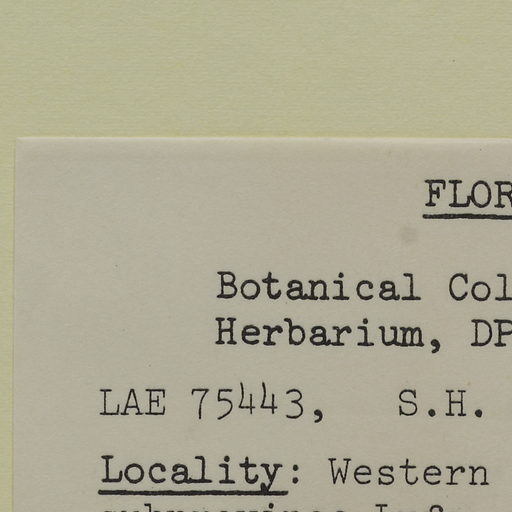 FLOR
Botanical Col
Herbarium, DP
LAE 75443, S.H.
Locality: Western